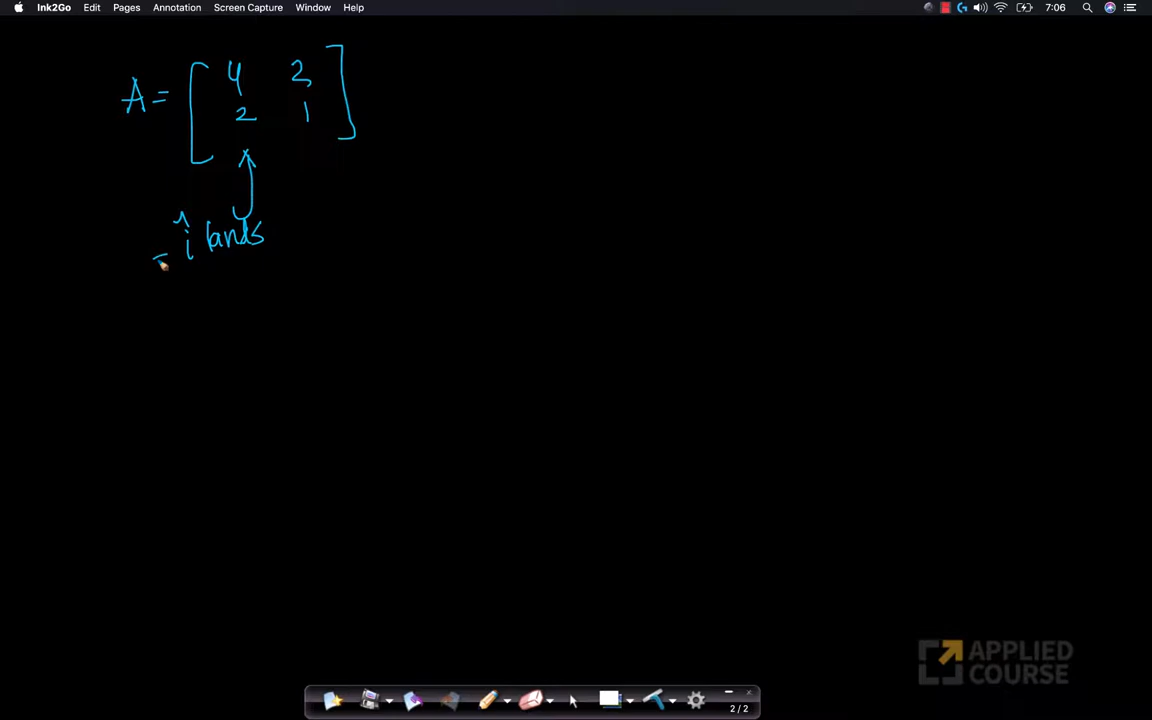 Ink2Go Edit Pages Annotation Screen Capture Window Help 7:06
A = [ 4 2
2 1 ]
î lands
=
APPLIED
COURSE
2 / 2